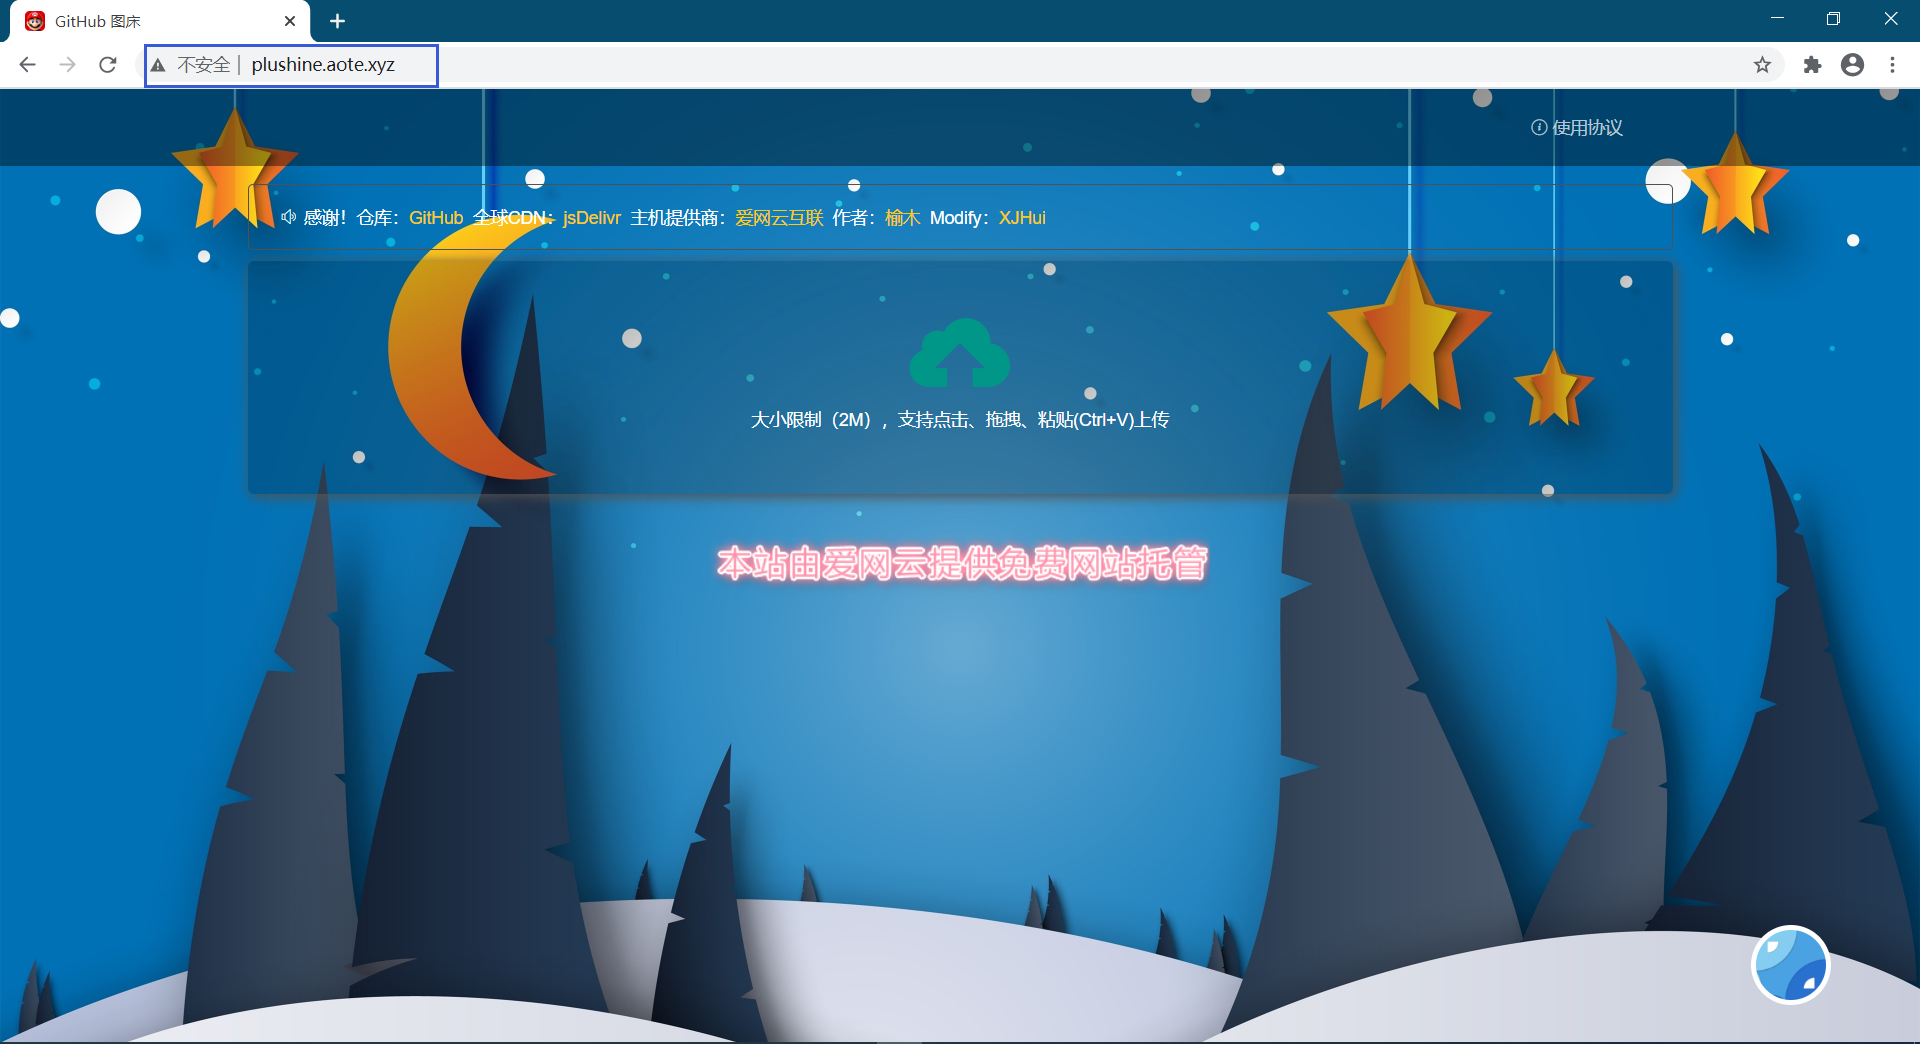 GitHub 图床
不安全 | plushine.aote.xyz
使用协议
感谢！仓库：GitHub 全球CDN：jsDelivr 主机提供商：爱网云互联 作者：榆木 Modify：XJHui
大小限制（2M），支持点击、拖拽、粘贴(Ctrl+V)上传
本站由爱网云提供免费网站托管